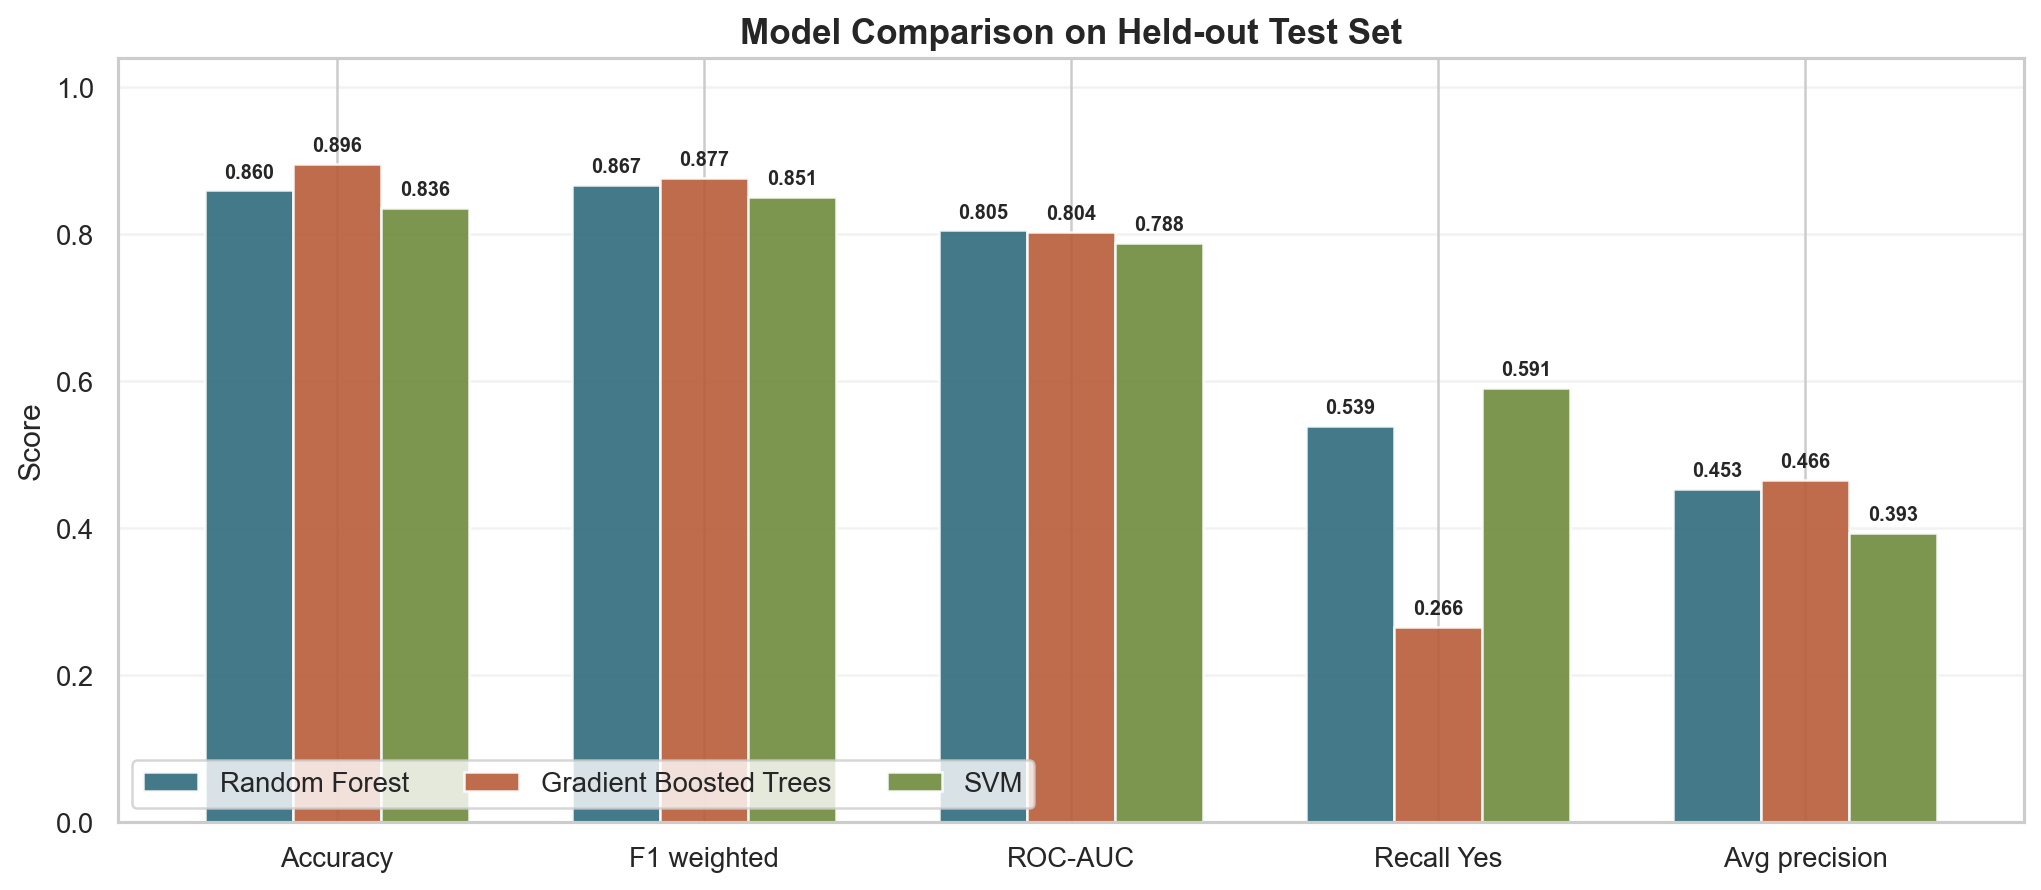 Model Comparison on Held-out Test Set
Score
1.0
0.8
0.6
0.4
0.2
0.0
0.860
0.896
0.836
0.867
0.877
0.851
0.805
0.804
0.788
0.539
0.266
0.591
0.453
0.466
0.393
Random Forest
Gradient Boosted Trees
SVM
Accuracy
F1 weighted
ROC-AUC
Recall Yes
Avg precision